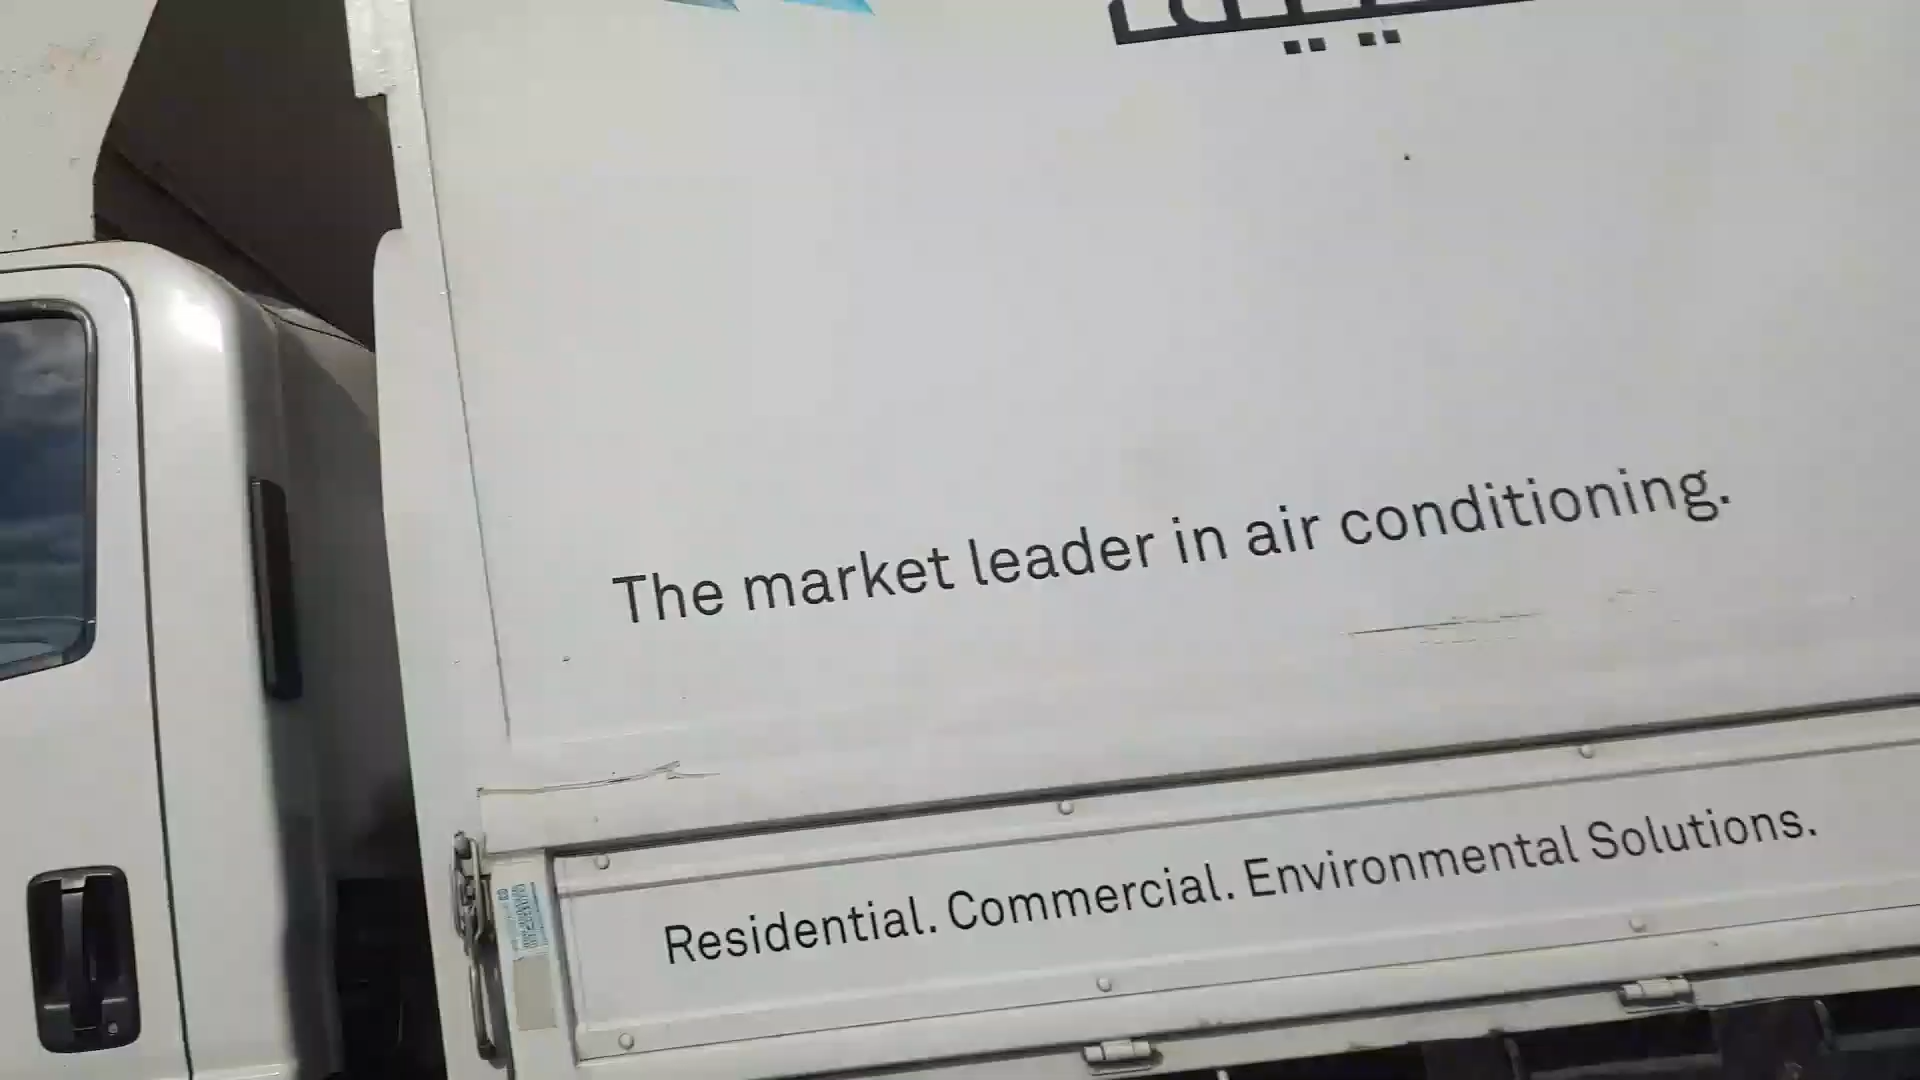 The market leader in air conditioning.
Residential. Commercial. Environmental Solutions.